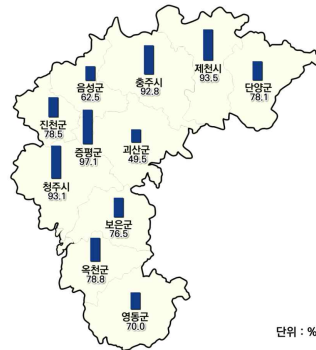 제천시
93.5
충주시
92.8
음성군
62.5
단양군
78.1
진천군
78.5
증평군
97.1
괴산군
49.5
청주시
93.1
보은군
76.5
옥천군
78.8
영동군
70.0
단위 : %